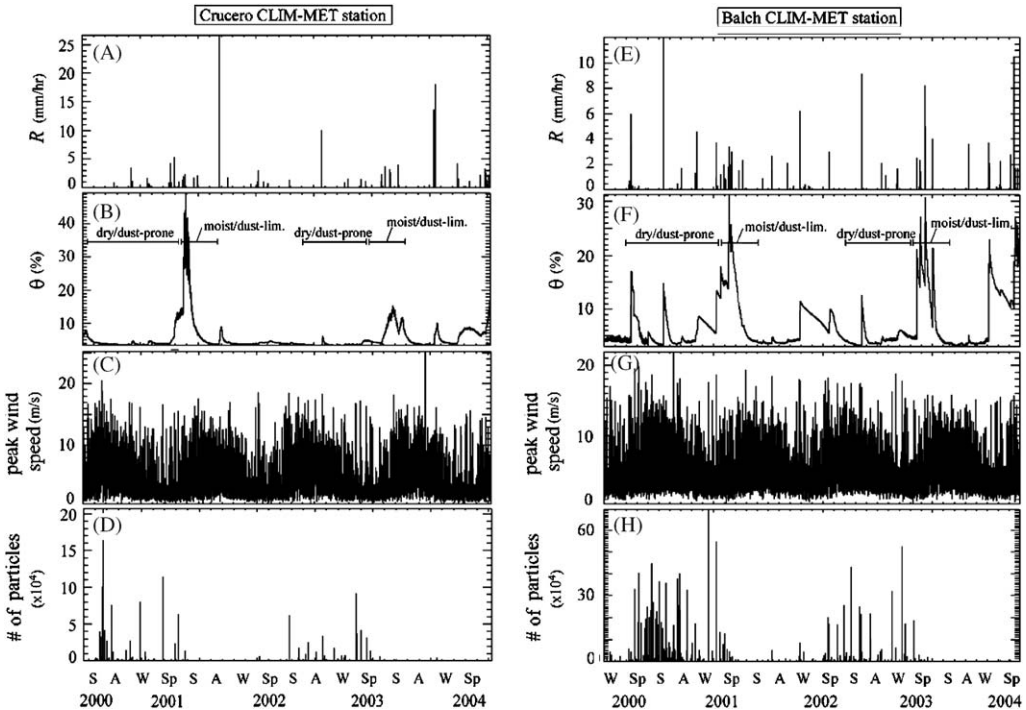 Crucero CLIM-MET station
(A)
R (mm/hr)
25
20
15
10
5
0
(B)
dry/dust-prone
moist/dust-lim.
dry/dust-prone
moist/dust-lim.
θ (%)
40
30
20
10
(C)
peak wind
speed (m/s)
20
10
0
(D)
# of particles
(x10⁴)
20
15
10
5
0
S A W Sp S A W Sp S A W Sp
2000 2001 2002 2003 2004
Balch CLIM-MET station
(E)
R (mm/hr)
10
8
6
4
2
0
(F)
dry/dust-prone
moist/dust-lim.
dry/dust-prone
moist/dust-lim.
θ (%)
30
20
10
(G)
peak wind
speed (m/s)
20
10
0
(H)
# of particles
(x10⁴)
60
30
0
W Sp S A W Sp S A W Sp S A W Sp S A W Sp
2000 2001 2002 2003 2004